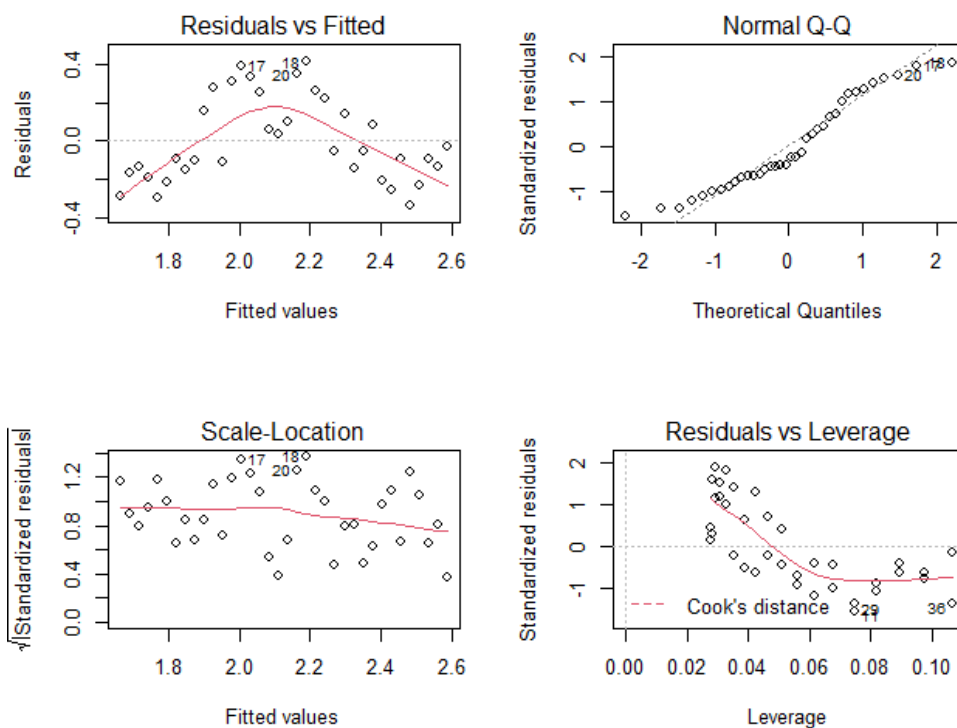 Residuals vs Fitted
Residuals
0.4
0.0
-0.4
17
18
20
1.8 2.0 2.2 2.4 2.6
Fitted values
Normal Q-Q
Standardized residuals
2
1
0
-1
18
17
20
-2 -1 0 1 2
Theoretical Quantiles
Scale-Location
√|Standardized residuals|
1.2
0.8
0.4
0.0
17
18
20
1.8 2.0 2.2 2.4 2.6
Fitted values
Residuals vs Leverage
Standardized residuals
2
1
0
-1
Cook's distance
29
11
36
0.00 0.02 0.04 0.06 0.08 0.10
Leverage